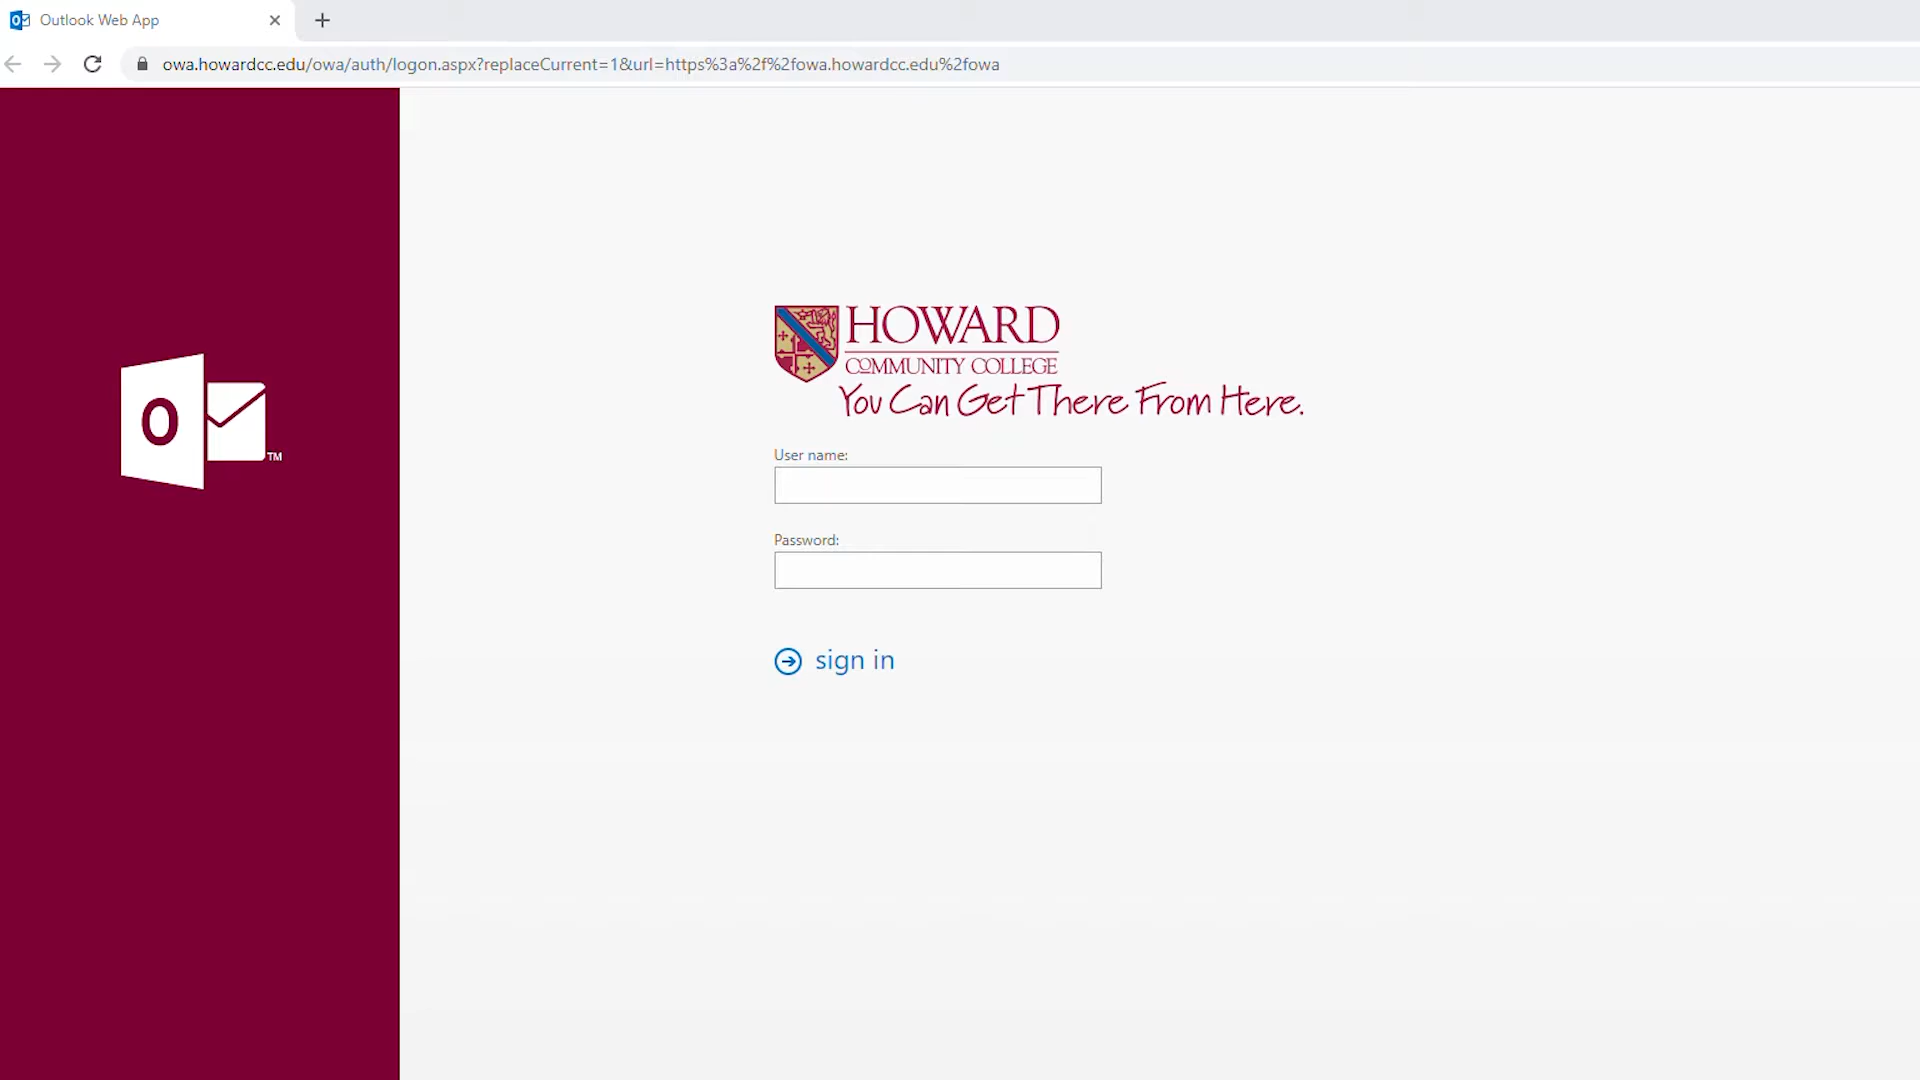 Outlook Web App
owa.howardcc.edu/owa/auth/logon.aspx?replaceCurrent=1&url=https%3a%2f%2fowa.howardcc.edu%2fowa
O
TM
HOWARD
COMMUNITY COLLEGE
You Can Get There From Here.
User name:
Password:
sign in